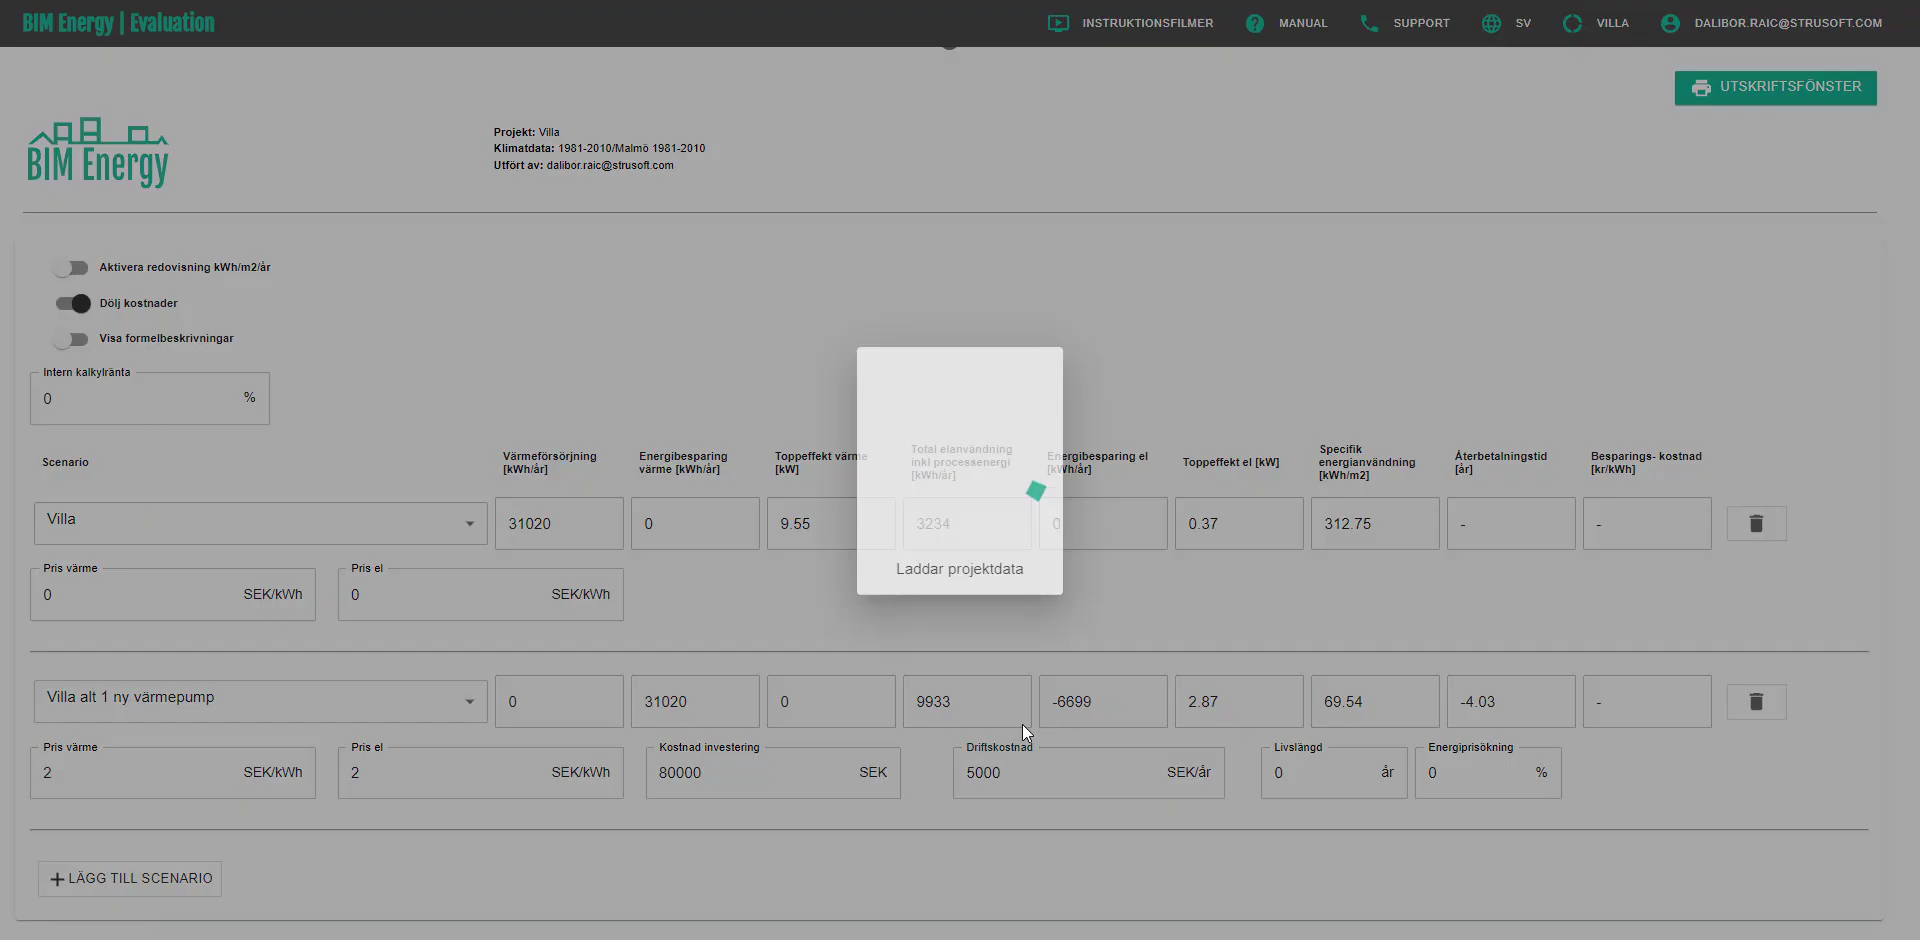 BIM Energy | Evaluation
INSTRUKTIONSFILMER
MANUAL
SUPPORT
SV
VILLA
DALIBOR.RAIC@STRUSOFT.COM
UTSKRIFTSFÖNSTER
BIM Energy
Projekt: Villa
Klimatdata: 1981-2010/Malmö 1981-2010
Utfört av: dalibor.raic@strusoft.com
Aktivera redovisning kWh/m2/år
Dölj kostnader
Visa formelbeskrivningar
Intern kalkylränta
0 %
Scenario
Värmeförsörjning [kWh/år]
Energibesparing värme [kWh/år]
Toppeffekt värme [kW]
Total elanvändning inkl processenergi [kWh/år]
Energibesparing el [kWh/år]
Toppeffekt el [kW]
Specifik energianvändning [kWh/m2]
Återbetalningstid [år]
Besparings- kostnad [kr/kWh]
Villa 31020 0 9.55 3234 0 0.37 312.75 - -
Pris värme Pris el
0 SEK/kWh 0 SEK/kWh
Laddar projektdata
Villa alt 1 ny värmepump 0 31020 0 9933 -6699 2.87 69.54 -4.03 -
Pris värme Pris el Kostnad investering Driftskostnad Livslängd Energiprisökning
2 SEK/kWh 2 SEK/kWh 80000 SEK 5000 SEK/år 0 år 0 %
+ LÄGG TILL SCENARIO